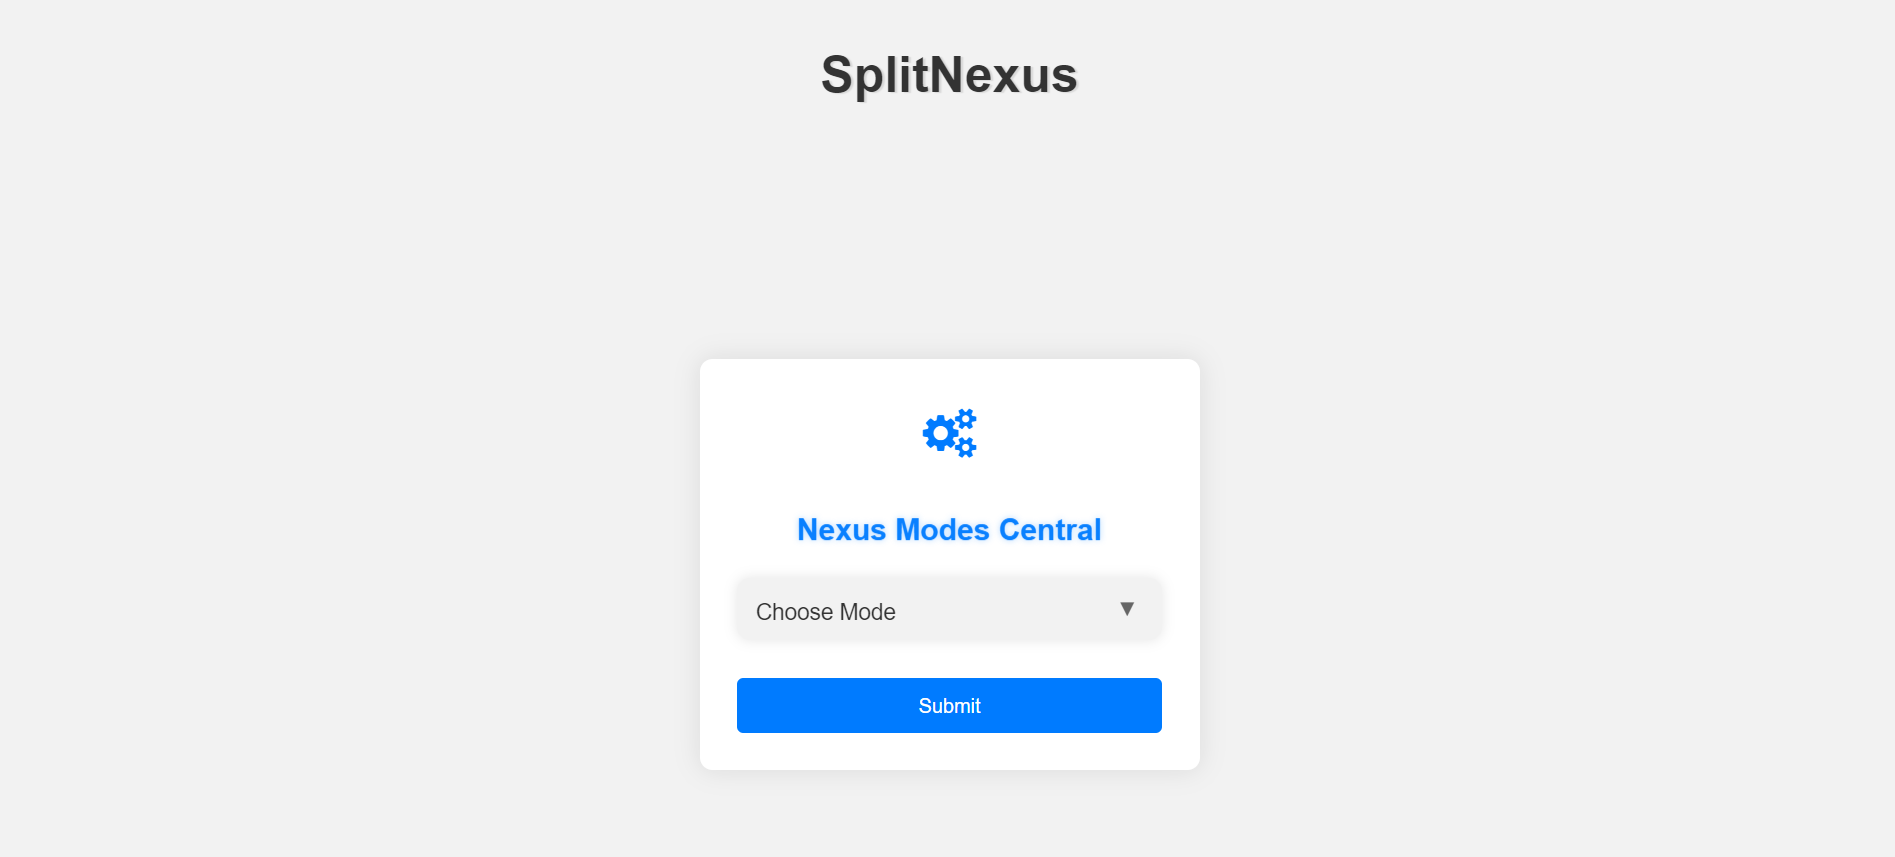 SplitNexus
Nexus Modes Central
Choose Mode
Submit